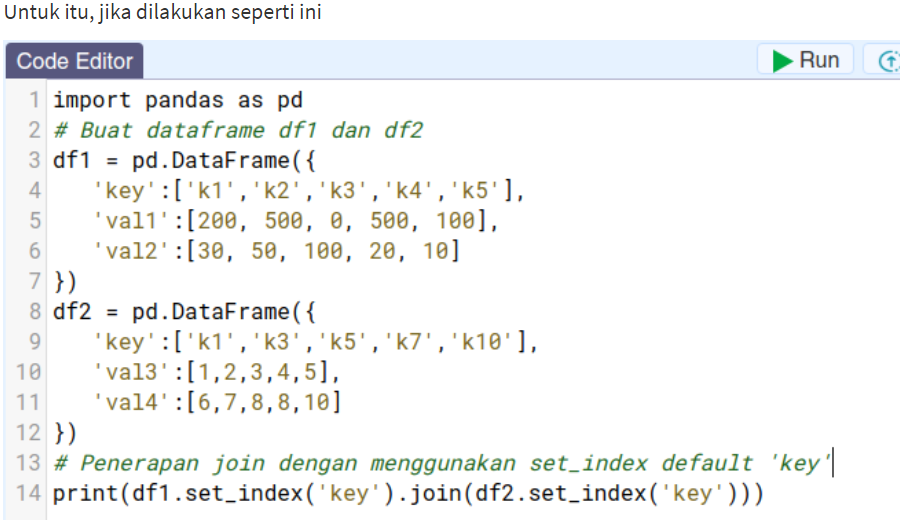 Untuk itu, jika dilakukan seperti ini
Code Editor
Run
1 import pandas as pd
2 # Buat dataframe df1 dan df2
3 df1 = pd.DataFrame({
4    'key':['k1','k2','k3','k4','k5'],
5    'val1':[200, 500, 0, 500, 100],
6    'val2':[30, 50, 100, 20, 10]
7 })
8 df2 = pd.DataFrame({
9    'key':['k1','k3','k5','k7','k10'],
10    'val3':[1,2,3,4,5],
11    'val4':[6,7,8,8,10]
12 })
13 # Penerapan join dengan menggunakan set_index default 'key'
14 print(df1.set_index('key').join(df2.set_index('key')))